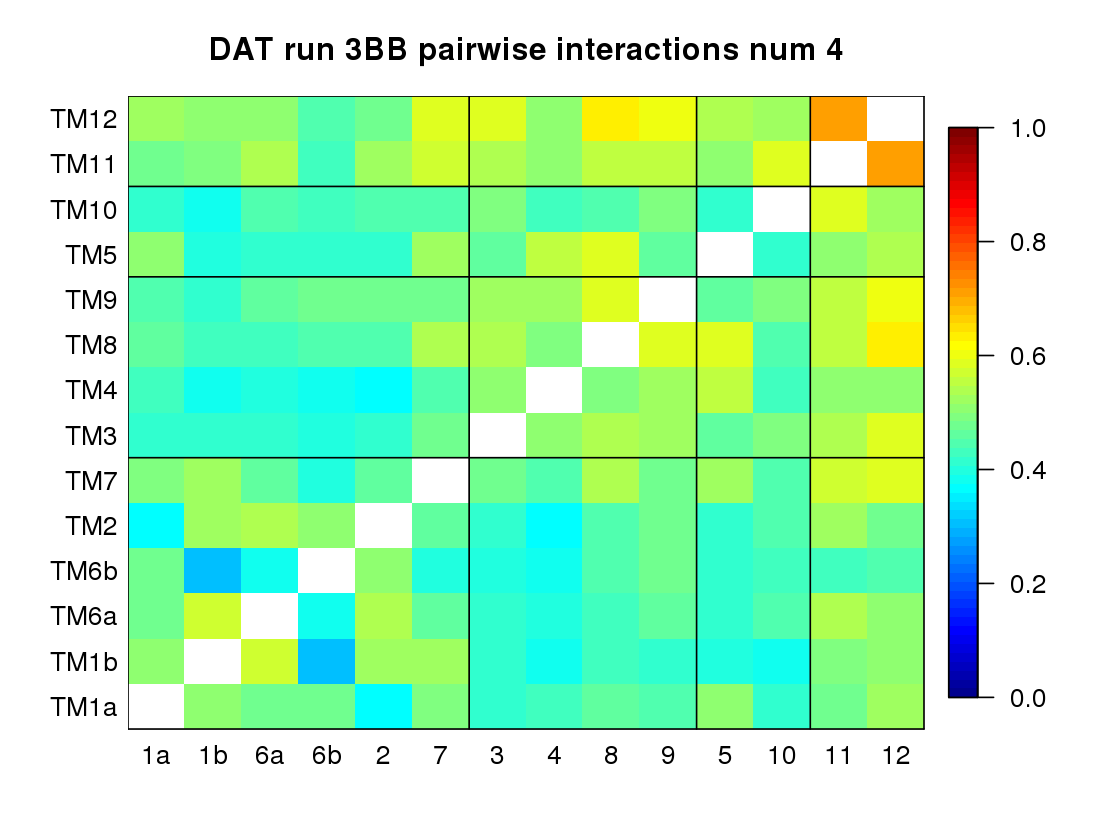 DAT run 3BB pairwise interactions num 4
TM12
TM11
TM10
TM5
TM9
TM8
TM4
TM3
TM7
TM2
TM6b
TM6a
TM1b
TM1a
1a 1b 6a 6b 2 7 3 4 8 9 5 10 11 12
1.0
0.8
0.6
0.4
0.2
0.0